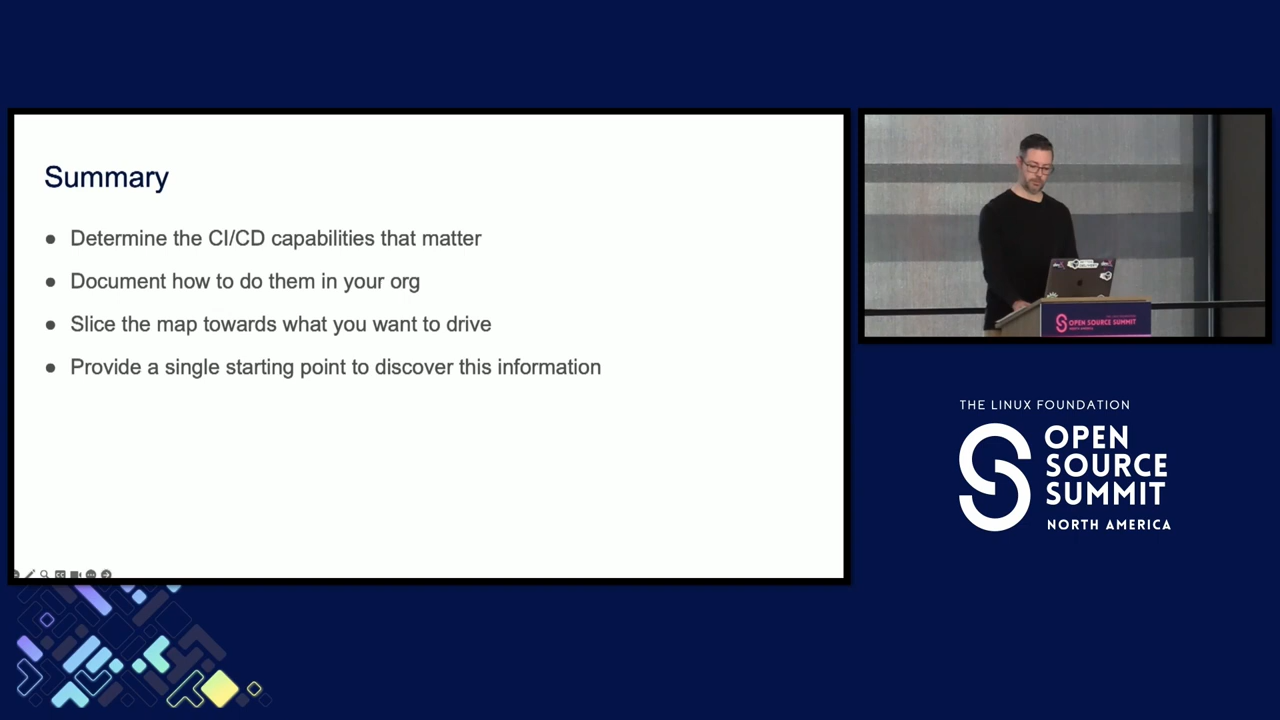 Summary
● Determine the CI/CD capabilities that matter
● Document how to do them in your org
● Slice the map towards what you want to drive
● Provide a single starting point to discover this information
OPEN SOURCE SUMMIT
THE LINUX FOUNDATION
OPEN
SOURCE
SUMMIT
NORTH AMERICA